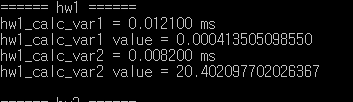 ====== hw1 ======
hw1_calc_var1 = 0.012100 ms
hw1_calc_var1 value = 0.000413505098550
hw1_calc_var2 = 0.008200 ms
hw1_calc_var2 value = 20.402097702026367